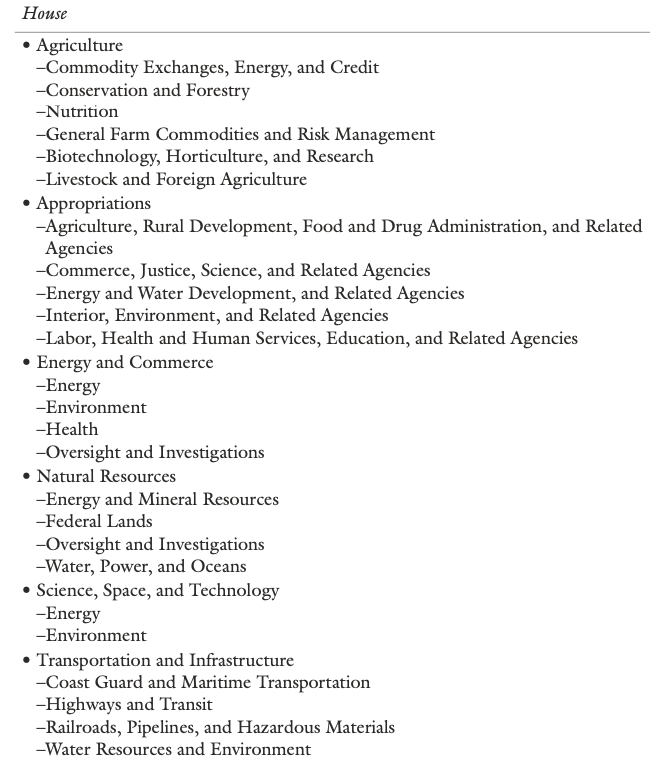 House
• Agriculture
–Commodity Exchanges, Energy, and Credit
–Conservation and Forestry
–Nutrition
–General Farm Commodities and Risk Management
–Biotechnology, Horticulture, and Research
–Livestock and Foreign Agriculture
• Appropriations
–Agriculture, Rural Development, Food and Drug Administration, and Related
Agencies
–Commerce, Justice, Science, and Related Agencies
–Energy and Water Development, and Related Agencies
–Interior, Environment, and Related Agencies
–Labor, Health and Human Services, Education, and Related Agencies
• Energy and Commerce
–Energy
–Environment
–Health
–Oversight and Investigations
• Natural Resources
–Energy and Mineral Resources
–Federal Lands
–Oversight and Investigations
–Water, Power, and Oceans
• Science, Space, and Technology
–Energy
–Environment
• Transportation and Infrastructure
–Coast Guard and Maritime Transportation
–Highways and Transit
–Railroads, Pipelines, and Hazardous Materials
–Water Resources and Environment